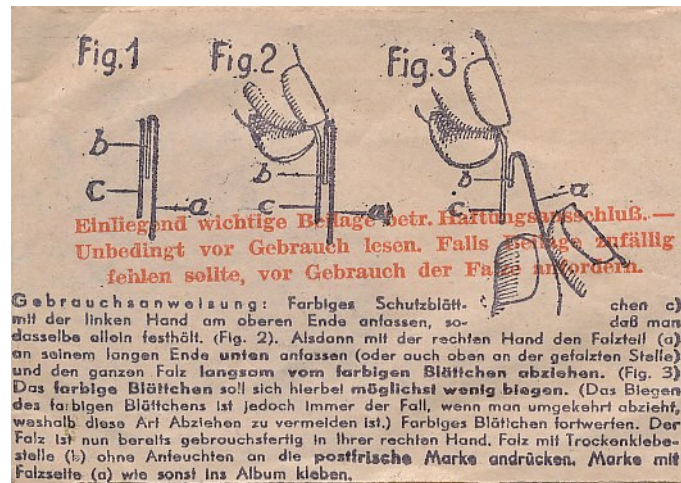 Fig.1 Fig.2 Fig.3
b
c
a
b
c
a
b
c
a
Einliegend wichtige Beilage betr. Haftungsausschluß. —
Unbedingt vor Gebrauch lesen. Falls Beilage zufällig
fehlen sollte, vor Gebrauch der Falze anfordern.
Gebrauchsanweisung: Farbiges Schutzblätt- chen c)
mit der linken Hand am oberen Ende anfassen, so- daß man
dasselbe allein festhält. (Fig. 2). Alsdann mit der rechten Hand den Falzteil (a)
an seinem langen Ende unten anfassen (oder auch oben an der gefalzten Stelle)
und den ganzen Falz langsam vom farbigen Blättchen abziehen. (Fig. 3)
Das farbige Blättchen soll sich hierbei möglichst wenig biegen. (Das Biegen
des farbigen Blättchens ist jedoch immer der Fall, wenn man umgekehrt abzieht,
weshalb diese Art Abziehen zu vermeiden ist.) Farbiges Blättchen fortwerfen. Der
Falz ist nun bereits gebrauchsfertig in Ihrer rechten Hand. Falz mit Trockenklebe-
stelle (b) ohne Anfeuchten an die postfrische Marke andrücken. Marke mit
Falzseite (a) wie sonst ins Album kleben.